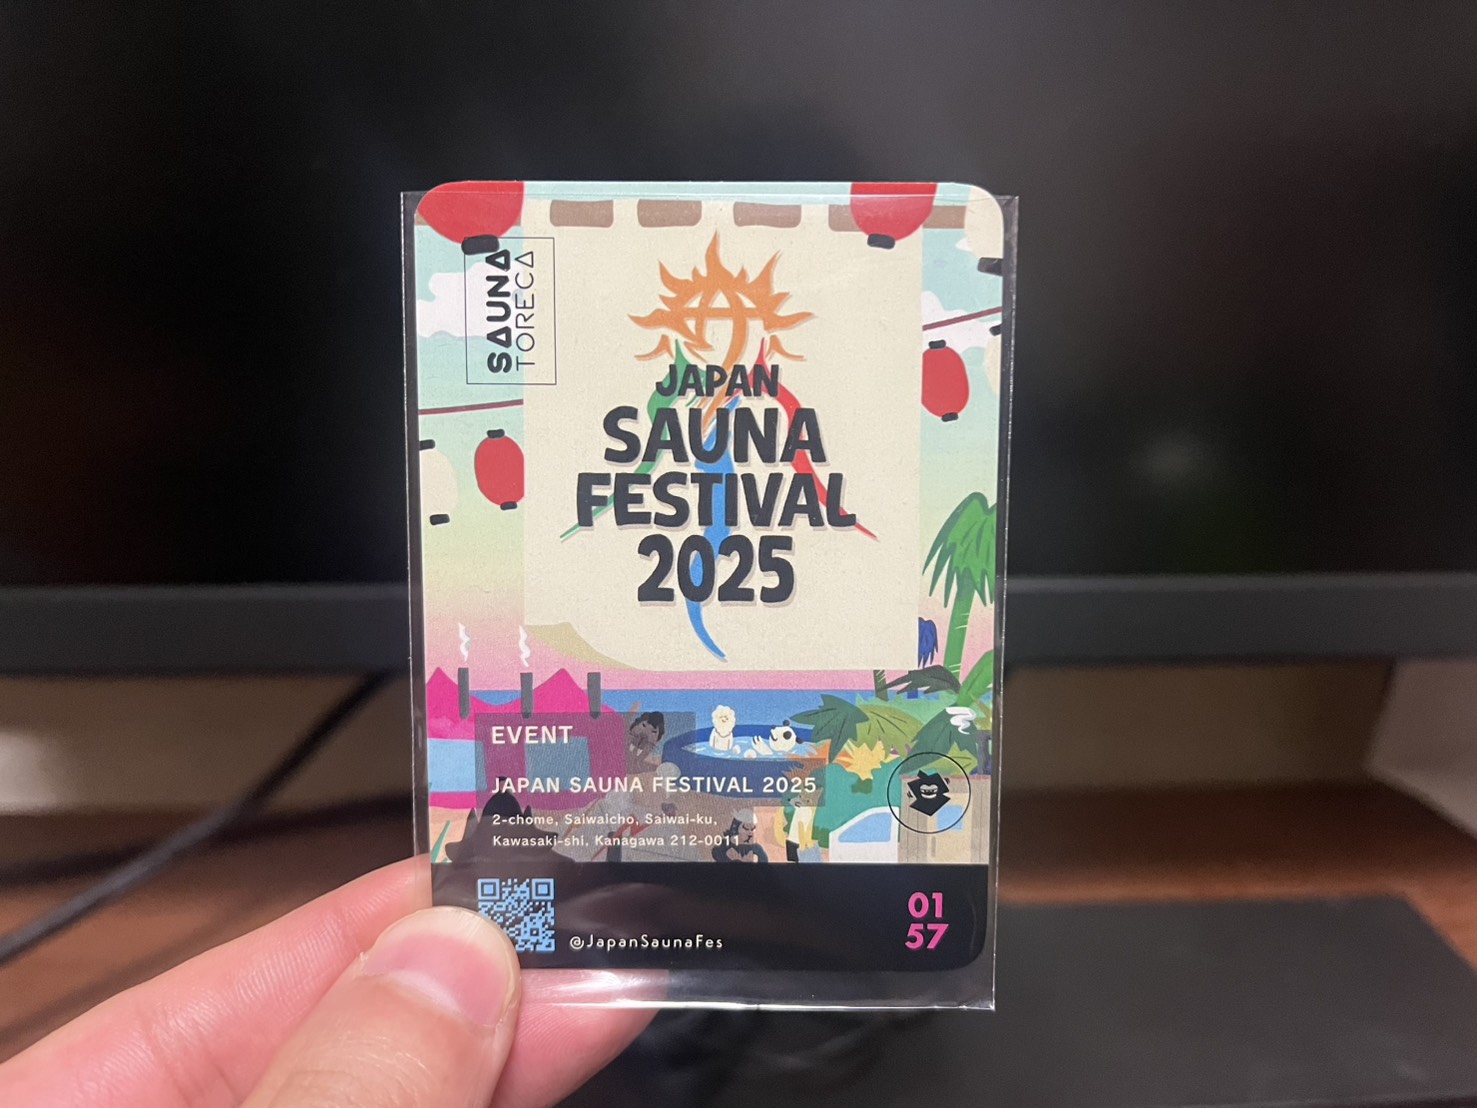 SAUNA
TORECA
JAPAN
SAUNA
FESTIVAL
2025
EVENT
JAPAN SAUNA FESTIVAL 2025
2-chome, Saiwaicho, Saiwai-ku,
Kawasaki-shi, Kanagawa 212-0011
@JapanSaunaFes
01
57